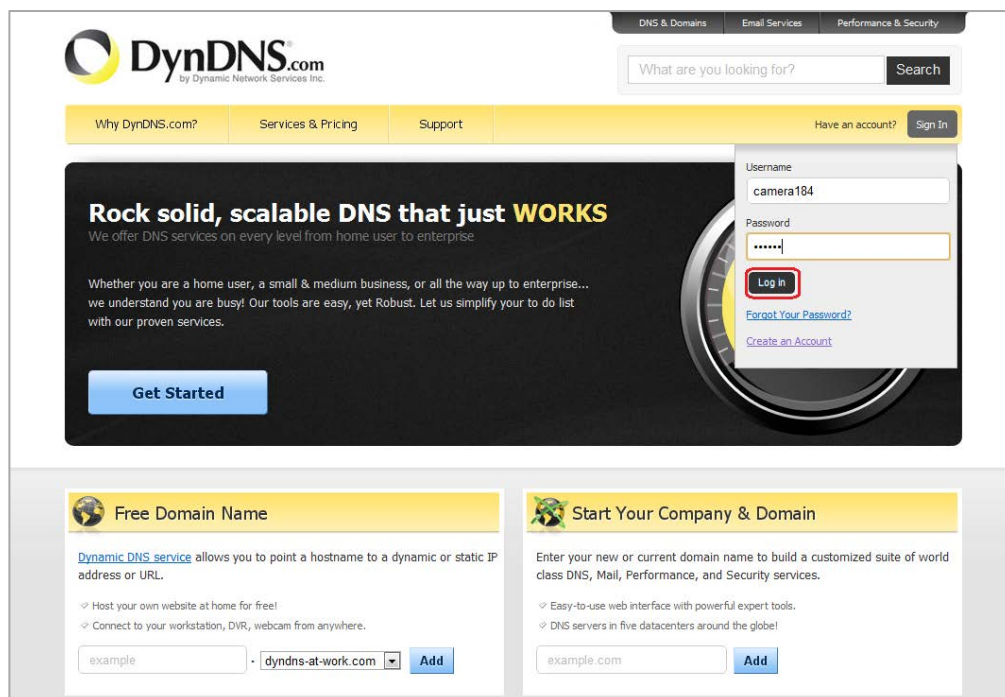 DNS & Domains Email Services Performance & Security
DynDNS.com
by Dynamic Network Services Inc.
What are you looking for? Search
Why DynDNS.com? Services & Pricing Support Have an account? Sign In
Username
camera184
Password
••••••
Log in
Forgot Your Password?
Create an Account
Rock solid, scalable DNS that just WORKS
We offer DNS services on every level from home user to enterprise
Whether you are a home user, a small & medium business, or all the way up to enterprise...
we understand you are busy! Our tools are easy, yet Robust. Let us simplify your to do list
with our proven services.
Get Started
Free Domain Name
Dynamic DNS service allows you to point a hostname to a dynamic or static IP
address or URL.
Host your own website at home for free!
Connect to your workstation, DVR, webcam from anywhere.
example . dyndns-at-work.com Add
Start Your Company & Domain
Enter your new or current domain name to build a customized suite of world
class DNS, Mail, Performance, and Security services.
Easy-to-use web interface with powerful expert tools.
DNS servers in five datacenters around the globe!
example.com Add